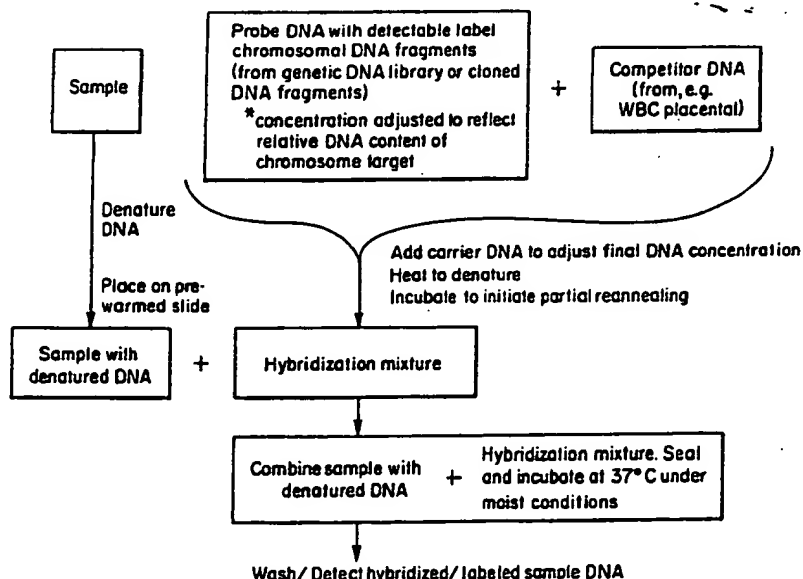 Sample
Probe DNA with detectable label
chromosomal DNA fragments
(from genetic DNA library or cloned
DNA fragments)
*concentration adjusted to reflect
relative DNA content of
chromosome target
+
Competitor DNA
(from, e.g.
WBC placental)
Denature
DNA
Place on pre-
warmed slide
Add carrier DNA to adjust final DNA concentration
Heat to denature
Incubate to initiate partial reannealing
Sample with
denatured DNA
+
Hybridization mixture
Combine sample with
denatured DNA
+
Hybridization mixture. Seal
and incubate at 37°C under
moist conditions
Wash/Detect hybridized/labeled sample DNA